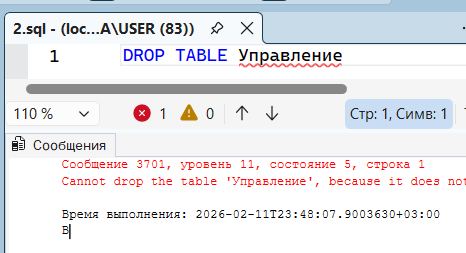 2.sql - (loc...A\USER (83))
1 DROP TABLE Управление
110 % 1 0 Стр: 1, Симв: 1
Сообщения
Сообщение 3701, уровень 11, состояние 5, строка 1
Cannot drop the table 'Управление', because it does not
Время выполнения: 2026-02-11T23:48:07.9003630+03:00
В